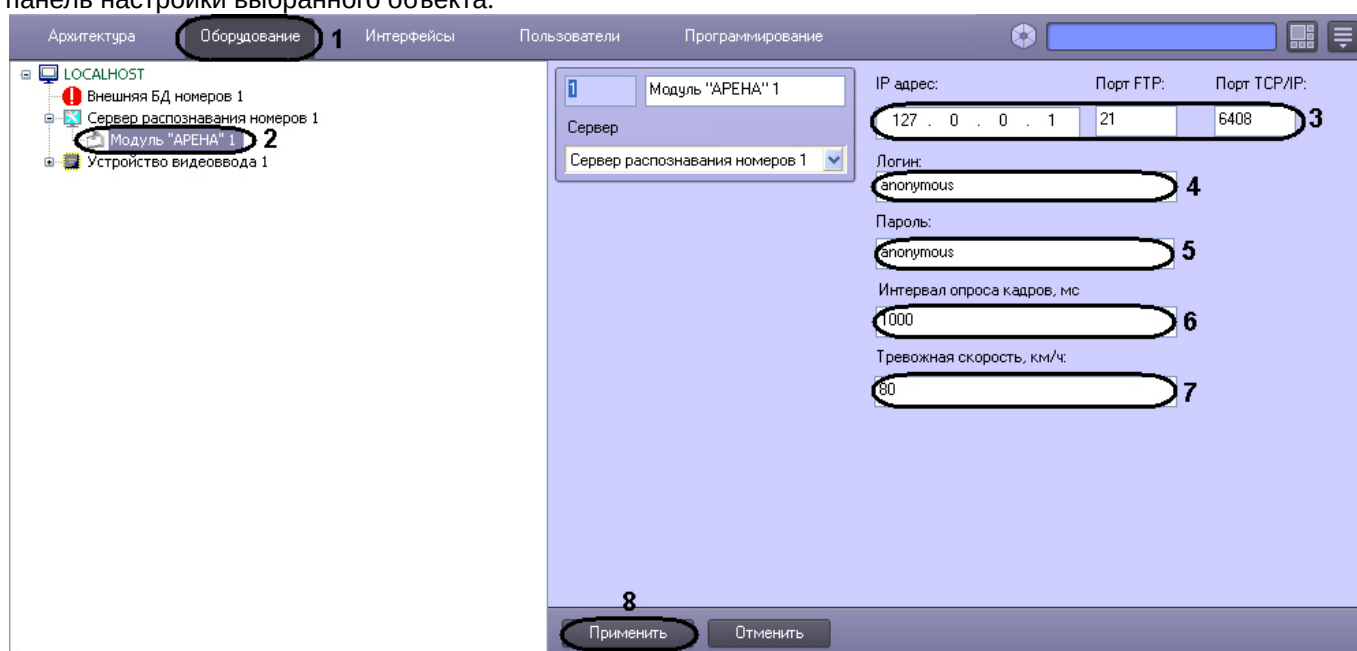 панель настройки выбранного объекта.
Архитектура Оборудование 1 Интерфейсы Пользователи Программирование
LOCALHOST
Внешняя БД номеров 1
Сервер распознавания номеров 1
Модуль "АРЕНА" 1 2
Устройство видеоввода 1
1 Модуль "АРЕНА" 1
Сервер
Сервер распознавания номеров 1
IP адрес: Порт FTP: Порт TCP/IP:
127 . 0 . 0 . 1 21 6408 3
Логин:
anonymous 4
Пароль:
anonymous 5
Интервал опроса кадров, мс
1000 6
Тревожная скорость, км/ч:
80 7
8
Применить Отменить